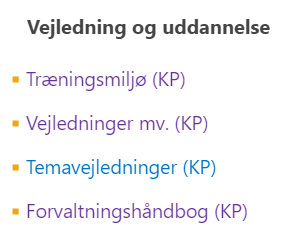 Vejledning og uddannelse
Træningsmiljø (KP)
Vejledninger mv. (KP)
Temavejledninger (KP)
Forvaltningshåndbog (KP)